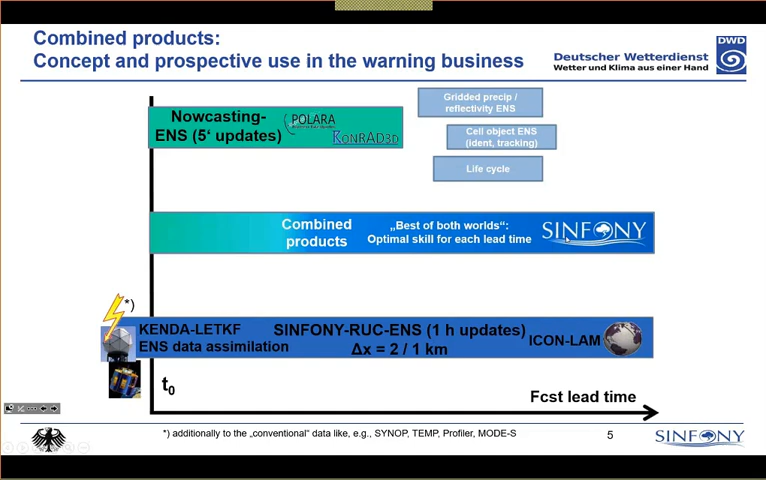 Combined products:
Concept and prospective use in the warning business
Deutscher Wetterdienst
Wetter und Klima aus einer Hand
DWD
Nowcasting-
ENS (5‘ updates)
POLARA
KONRAD3D
Gridded precip /
reflectivity ENS
Cell object ENS
(ident, tracking)
Life cycle
Combined
products
„Best of both worlds“:
Optimal skill for each lead time
SINFONY
*)
KENDA-LETKF
ENS data assimilation
SINFONY-RUC-ENS (1 h updates)
Δx = 2 / 1 km
ICON-LAM
t0
Fcst lead time
*) additionally to the „conventional“ data like, e.g., SYNOP, TEMP, Profiler, MODE-S
5
SINFONY